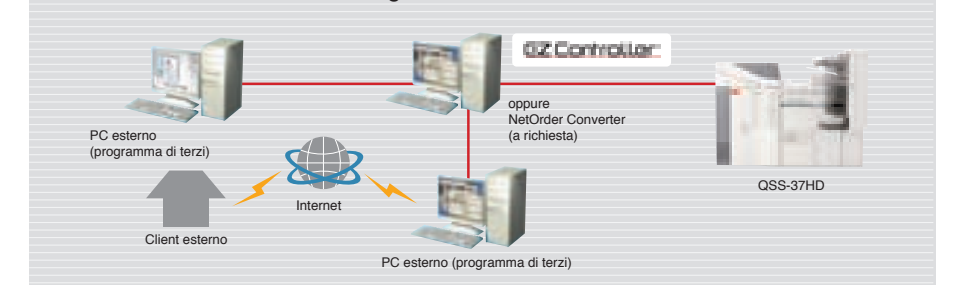 EZ Controller
oppure
NetOrder Converter
(a richiesta)
PC esterno
(programma di terzi)
QSS-37HD
Internet
Client esterno
PC esterno (programma di terzi)